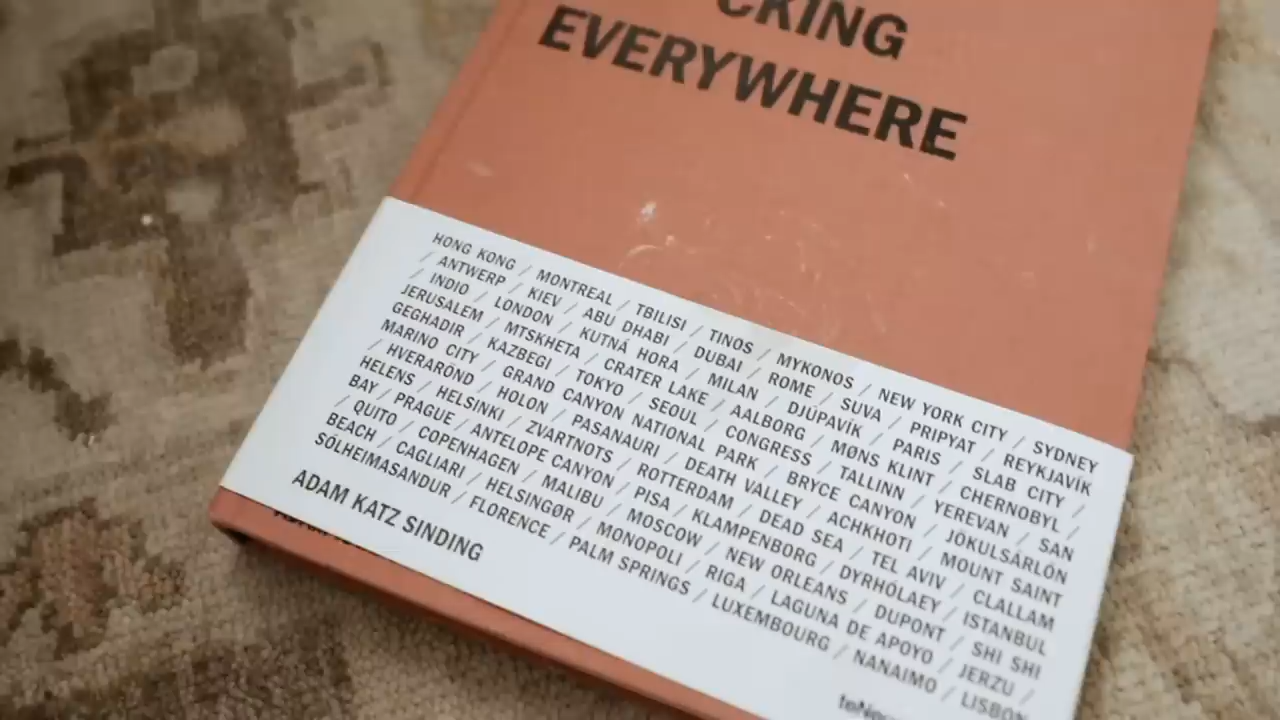 CKING
EVERYWHERE
HONG KONG / MONTREAL / TBILISI / TINOS / MYKONOS / NEW YORK CITY / SYDNEY
/ ANTWERP / KIEV / ABU DHABI / DUBAI / ROME / SUVA / PRIPYAT / REYKJAVÍK
/ INDIO / LONDON / KUTNÁ HORA / MILAN / DJÚPAVÍK / PARIS / SLAB CITY /
JERUSALEM / MTSKHETA / CRATER LAKE / AALBORG / MØNS KLINT / CHERNOBYL /
GEGHADIR / KAZBEGI / TOKYO / SEOUL / CONGRESS / TALLINN / YEREVAN / SAN
MARINO CITY / GRAND CANYON NATIONAL PARK / BRYCE CANYON / JÖKULSÁRLÓN
/ HVERARÖND / HOLON / PASANAURI / DEATH VALLEY / ACHKHOTI / MOUNT SAINT
HELENS / HELSINKI / ZVARTNOTS / ROTTERDAM / DEAD SEA / TEL AVIV / CLALLAM
BAY / PRAGUE / ANTELOPE CANYON / PISA / KLAMPENBORG / DYRHÓLAEY / ISTANBUL
/ QUITO / COPENHAGEN / MALIBU / MOSCOW / NEW ORLEANS / DUPONT / SHI SHI
BEACH / CAGLIARI / HELSINGØR / MONOPOLI / RIGA / LAGUNA DE APOYO / JERZU /
SÓLHEIMASANDUR / FLORENCE / PALM SPRINGS / LUXEMBOURG / NANAIMO / LISBON
ADAM KATZ SINDING